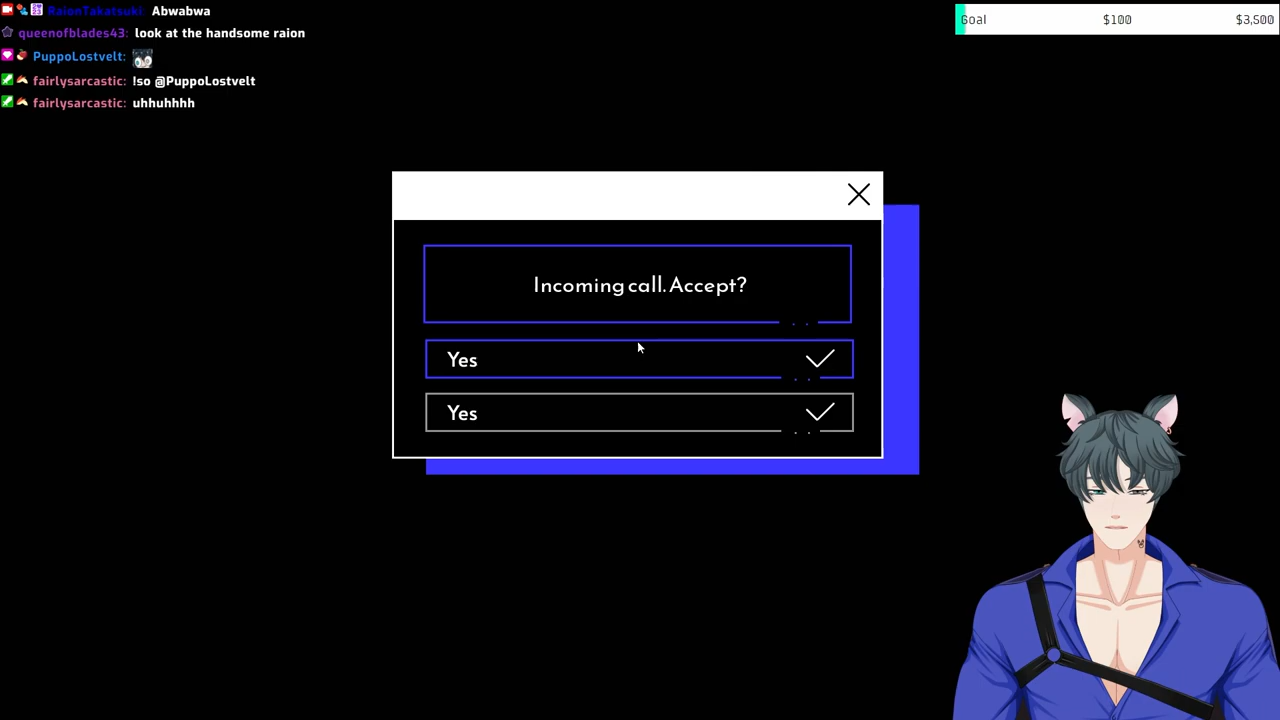 RaionTakatsuki: Abwabwa
queenofblades43: look at the handsome raion
PuppoLostvelt:
fairlysarcastic: !so @PuppoLostvelt
fairlysarcastic: uhhuhhhh
Goal $100 $3,500
Incoming call. Accept?
Yes
Yes